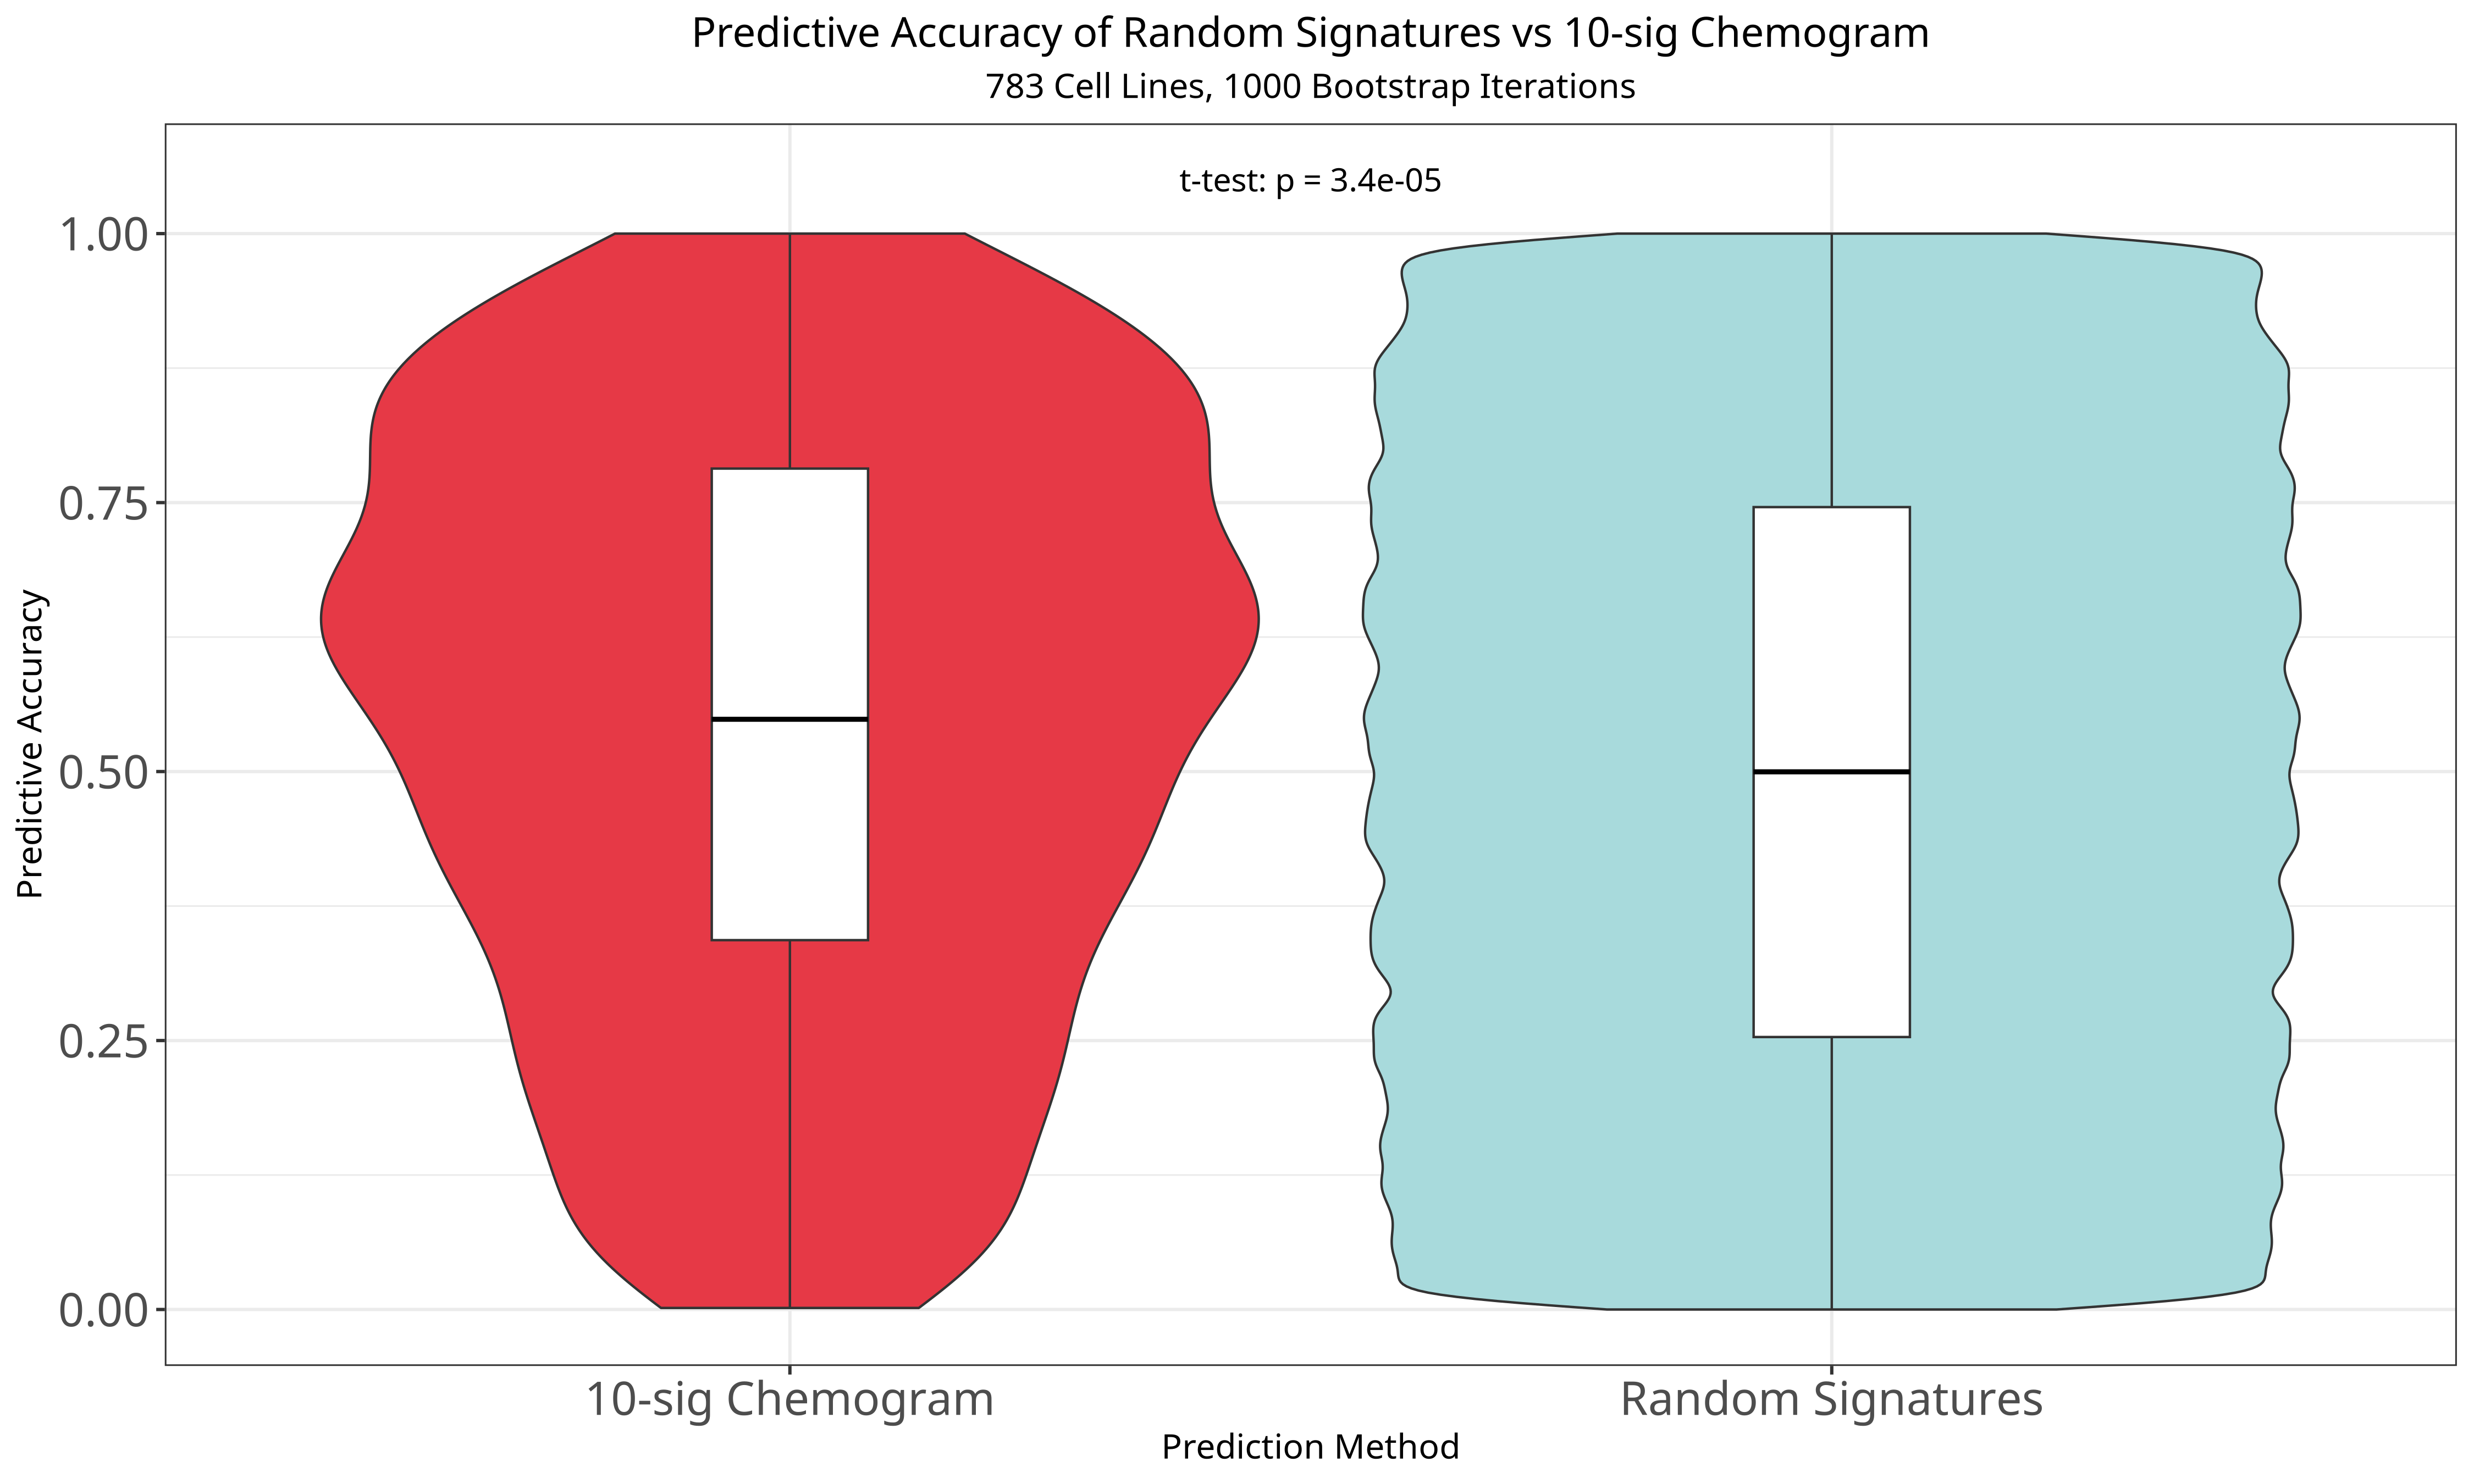 Predictive Accuracy of Random Signatures vs 10-sig Chemogram
783 Cell Lines, 1000 Bootstrap Iterations
t-test: p = 3.4e-05
1.00
0.75
0.50
0.25
0.00
Predictive Accuracy
10-sig Chemogram
Random Signatures
Prediction Method